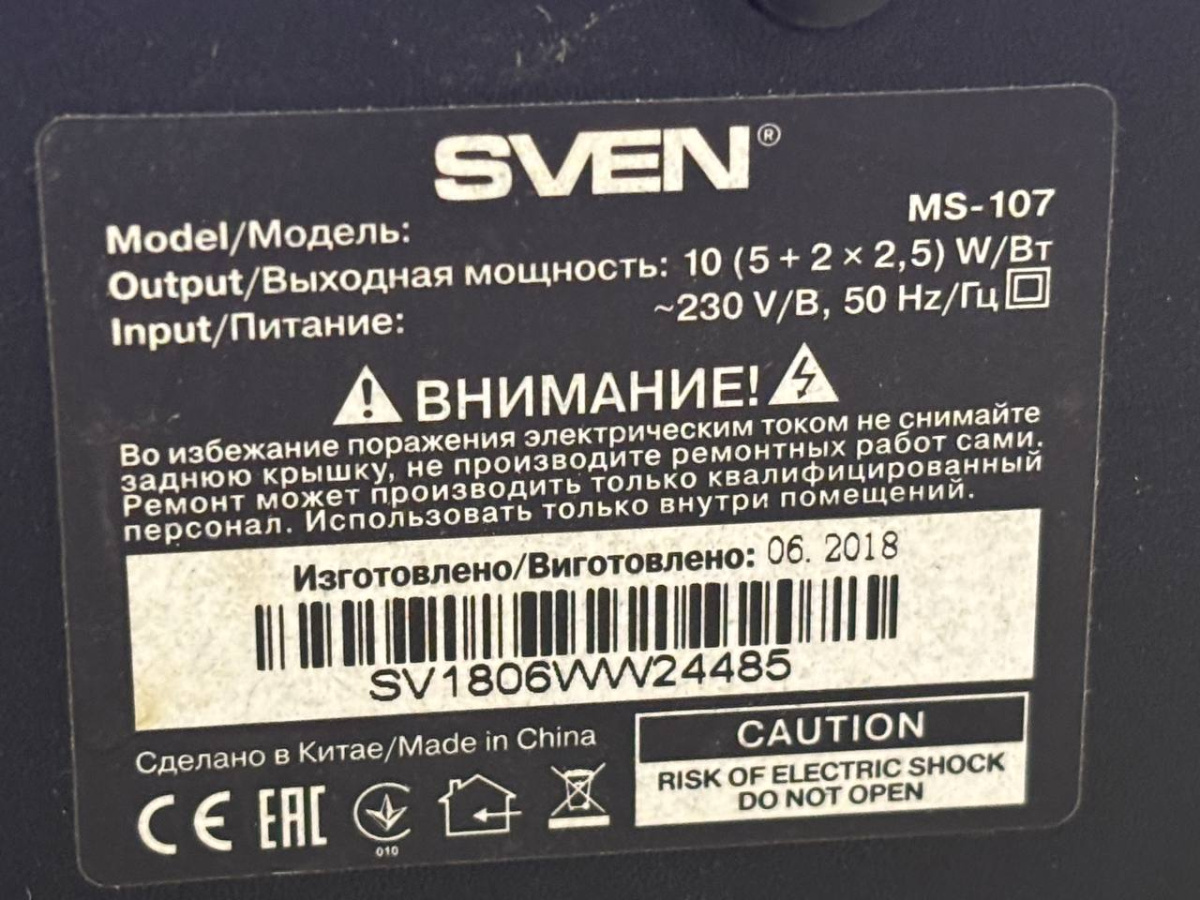 SVEN®
Model/Модель: MS-107
Output/Выходная мощность: 10 (5 + 2 × 2,5) W/Вт
Input/Питание: ~230 V/В, 50 Hz/Гц
ВНИМАНИЕ!
Во избежание поражения электрическим током не снимайте
заднюю крышку, не производите ремонтных работ сами.
Ремонт может производить только квалифицированный
персонал. Использовать только внутри помещений.
Изготовлено/Виготовлено: 06. 2018
SV1806WW24485
Сделано в Китае/Made in China
CAUTION
RISK OF ELECTRIC SHOCK
DO NOT OPEN
CE EAC
010